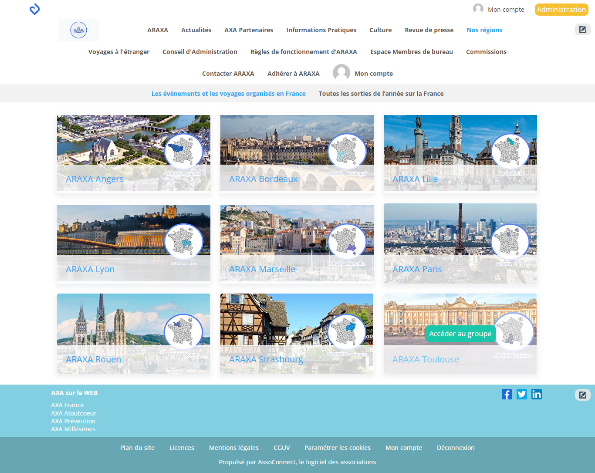 Mon compte
Administration
ARAXA Actualités AXA Partenaires Informations Pratiques Culture Revue de presse Nos régions
Voyages à l'étranger Conseil d'Administration Règles de fonctionnement d'ARAXA Espace Membres de bureau Commissions
Contacter ARAXA Adhérer à ARAXA Mon compte
Les évènements et les voyages organisés en France Toutes les sorties de l'année sur la France
ARAXA Angers
ARAXA Bordeaux
ARAXA Lille
ARAXA Lyon
ARAXA Marseille
ARAXA Paris
ARAXA Rouen
ARAXA Strasbourg
Accéder au groupe
ARAXA Toulouse
AXA sur le WEB
AXA France
AXA Atoutcoeur
AXA Prévention
AXA Millésimes
Plan du site Licences Mentions légales CGUV Paramétrer les cookies Mon compte Déconnexion
Propulsé par AssoConnect, le logiciel des associations